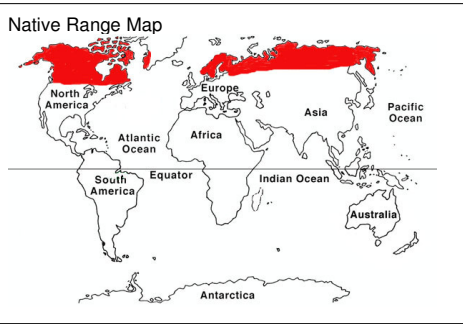 Native Range Map
North
America
Europe
Asia
Pacific
Ocean
Atlantic
Ocean
Africa
Equator
Indian Ocean
South
America
Australia
Antarctica